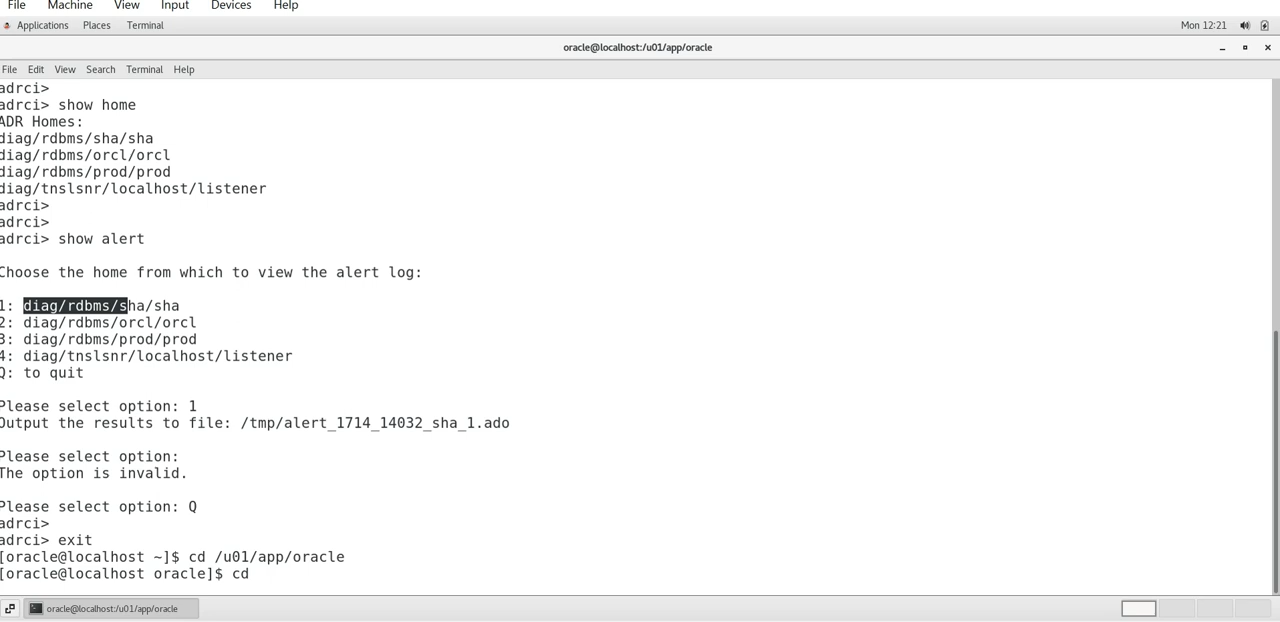 File Machine View Input Devices Help
Applications Places Terminal Mon 12:21
oracle@localhost:/u01/app/oracle
File Edit View Search Terminal Help
adrci>
adrci> show home
ADR Homes:
diag/rdbms/sha/sha
diag/rdbms/orcl/orcl
diag/rdbms/prod/prod
diag/tnslsnr/localhost/listener
adrci>
adrci>
adrci> show alert
Choose the home from which to view the alert log:
1: diag/rdbms/sha/sha
2: diag/rdbms/orcl/orcl
3: diag/rdbms/prod/prod
4: diag/tnslsnr/localhost/listener
Q: to quit
Please select option: 1
Output the results to file: /tmp/alert_1714_14032_sha_1.ado
Please select option:
The option is invalid.
Please select option: Q
adrci>
adrci> exit
[oracle@localhost ~]$ cd /u01/app/oracle
[oracle@localhost oracle]$ cd
oracle@localhost:/u01/app/oracle